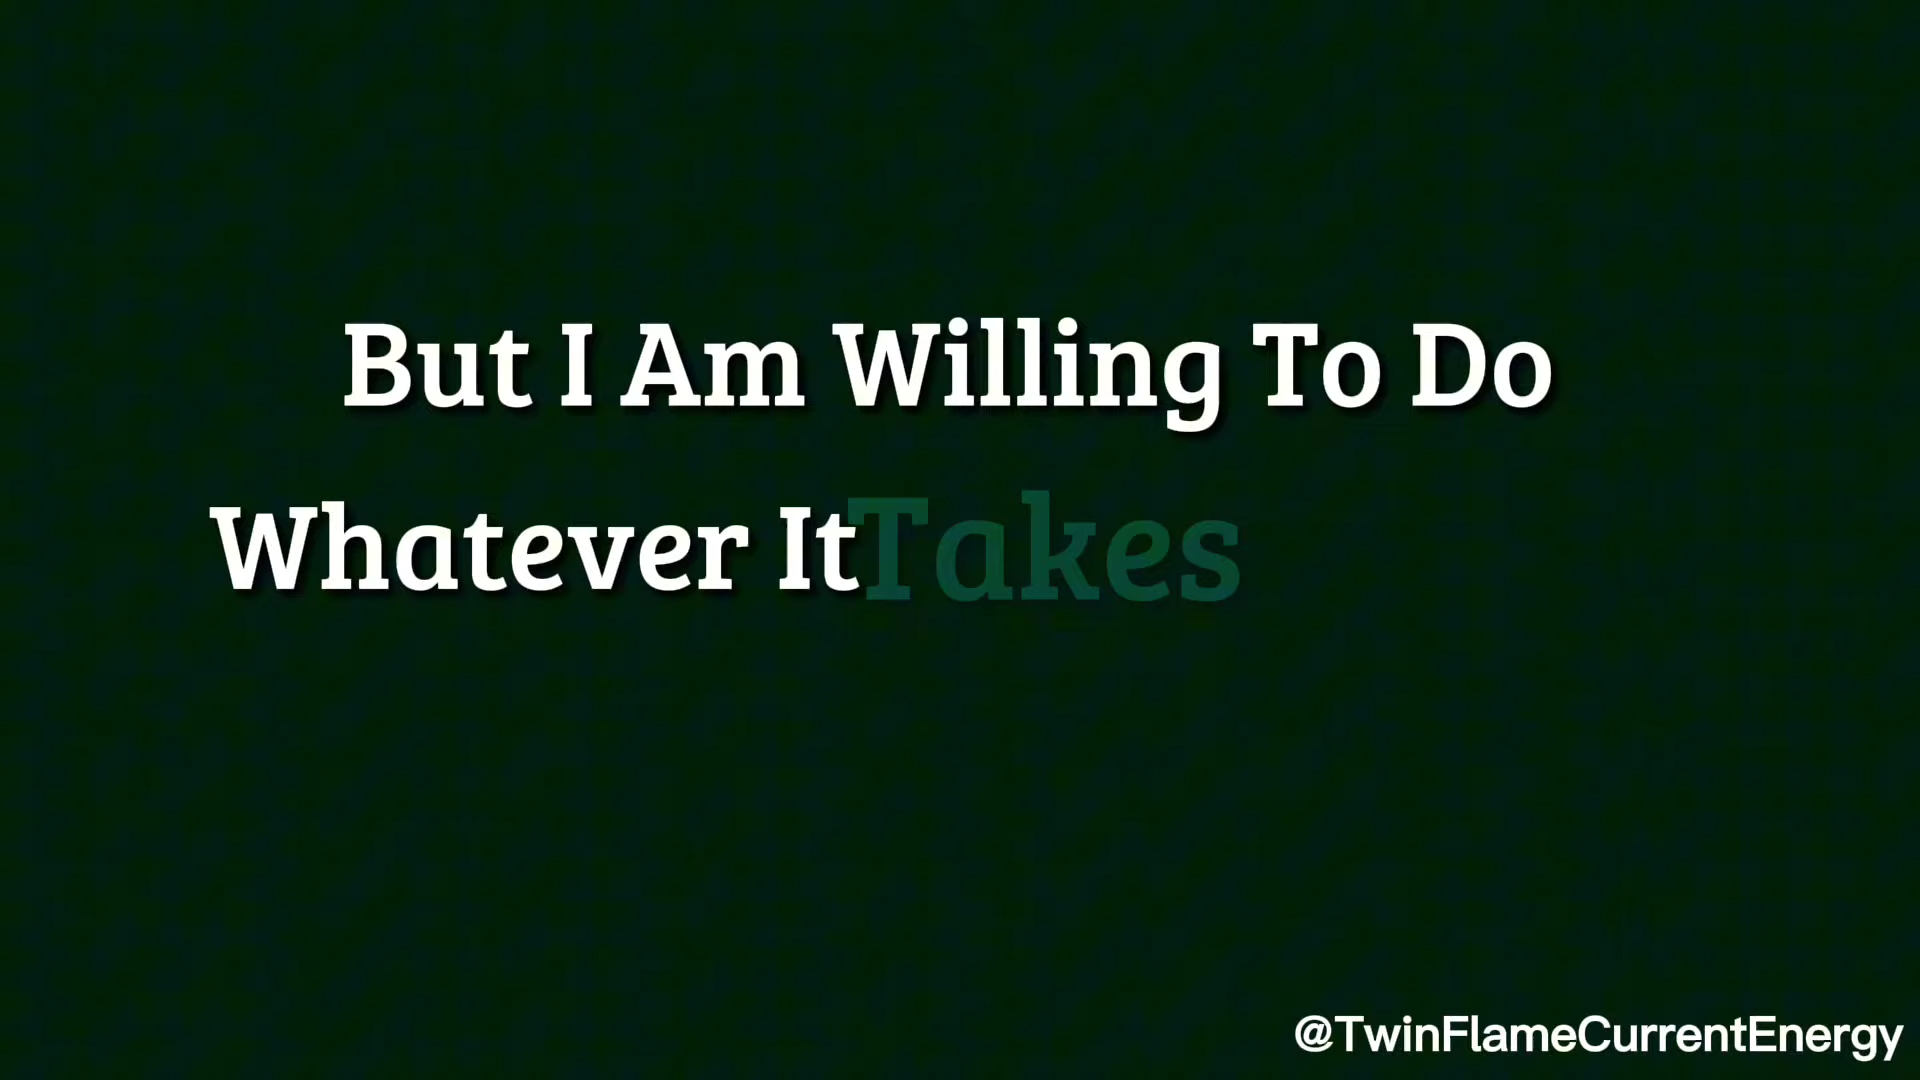 But I Am Willing To Do
Whatever It Takes
@TwinFlameCurrentEnergy